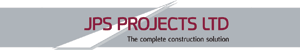 JPS PROJECTS LTD
The complete construction solution